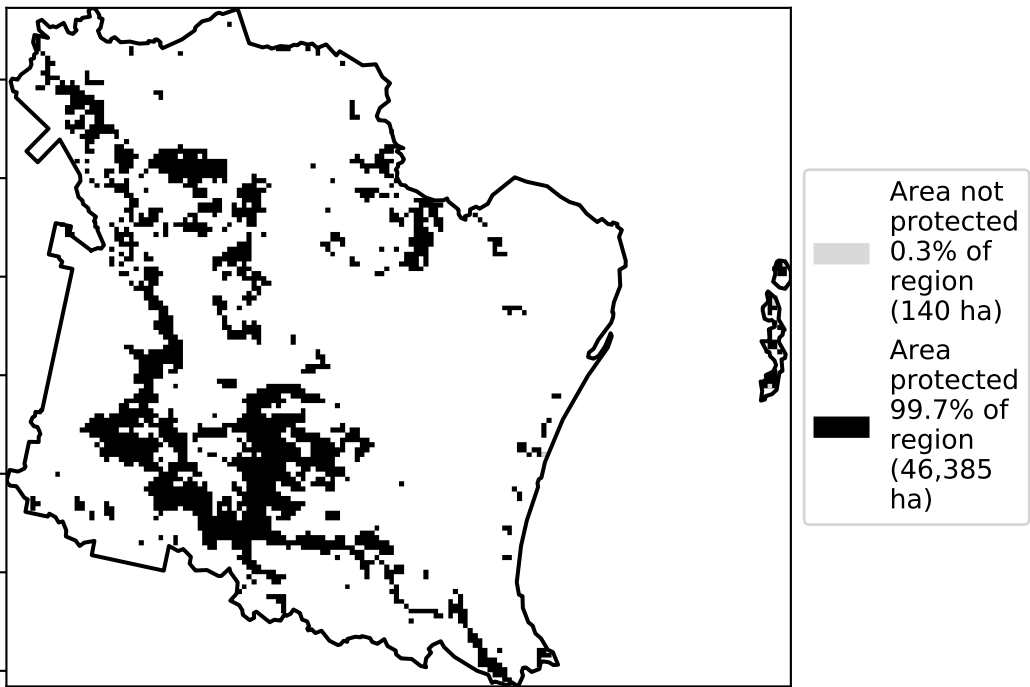 Area not
protected
0.3% of
region
(140 ha)
Area
protected
99.7% of
region
(46,385
ha)